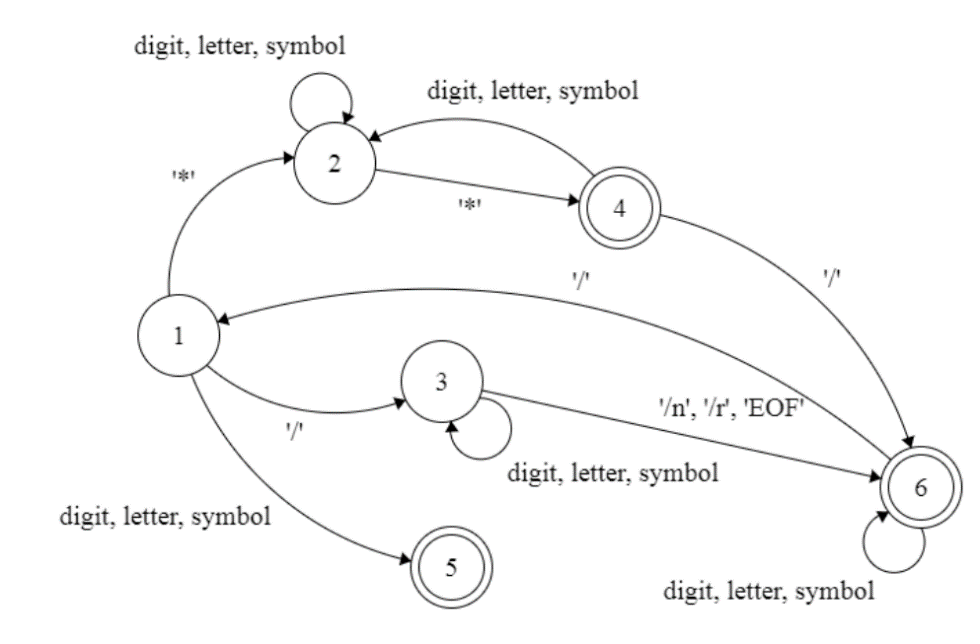 digit, letter, symbol
digit, letter, symbol
2
'*'
'*'
4
'/'
'/'
1
3
'/n', '/r', 'EOF'
'/'
digit, letter, symbol
6
digit, letter, symbol
5
digit, letter, symbol